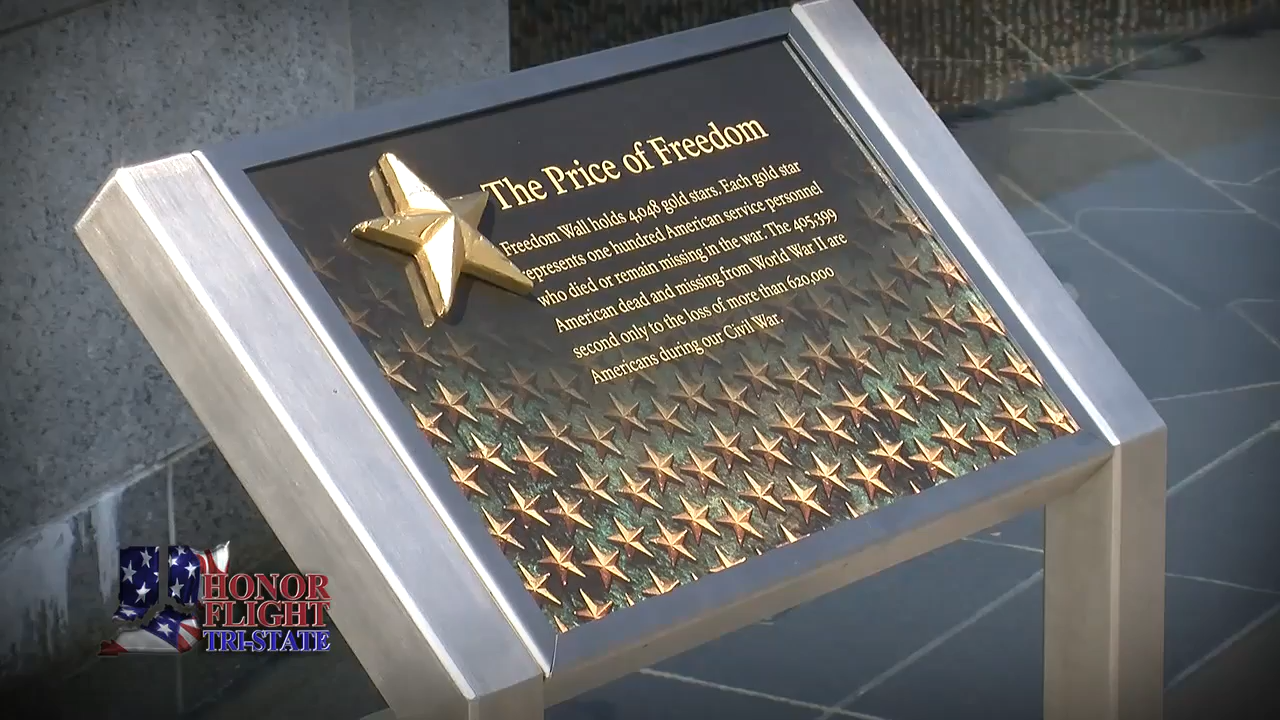 The Price of Freedom
Freedom Wall holds 4,048 gold stars. Each gold star
represents one hundred American service personnel
who died or remain missing in the war. The 405,399
American dead and missing from World War II are
second only to the loss of more than 620,000
Americans during our Civil War.
HONOR
FLIGHT
TRI-STATE